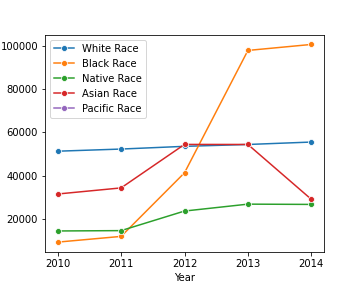 100000
80000
60000
40000
20000
White Race
Black Race
Native Race
Asian Race
Pacific Race
2010 2011 2012 2013 2014
Year